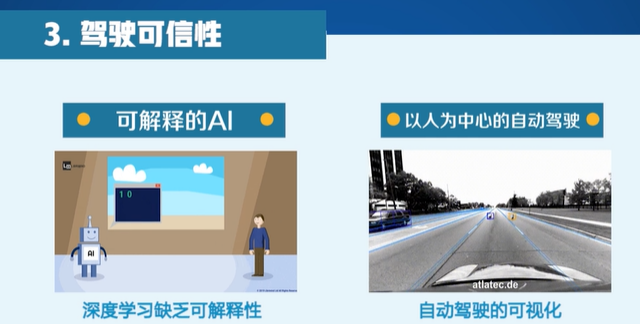 3. 驾驶可信性
可解释的AI
以人为中心的自动驾驶
1 0
AI
atlatec.de
深度学习缺乏可解释性
自动驾驶的可视化